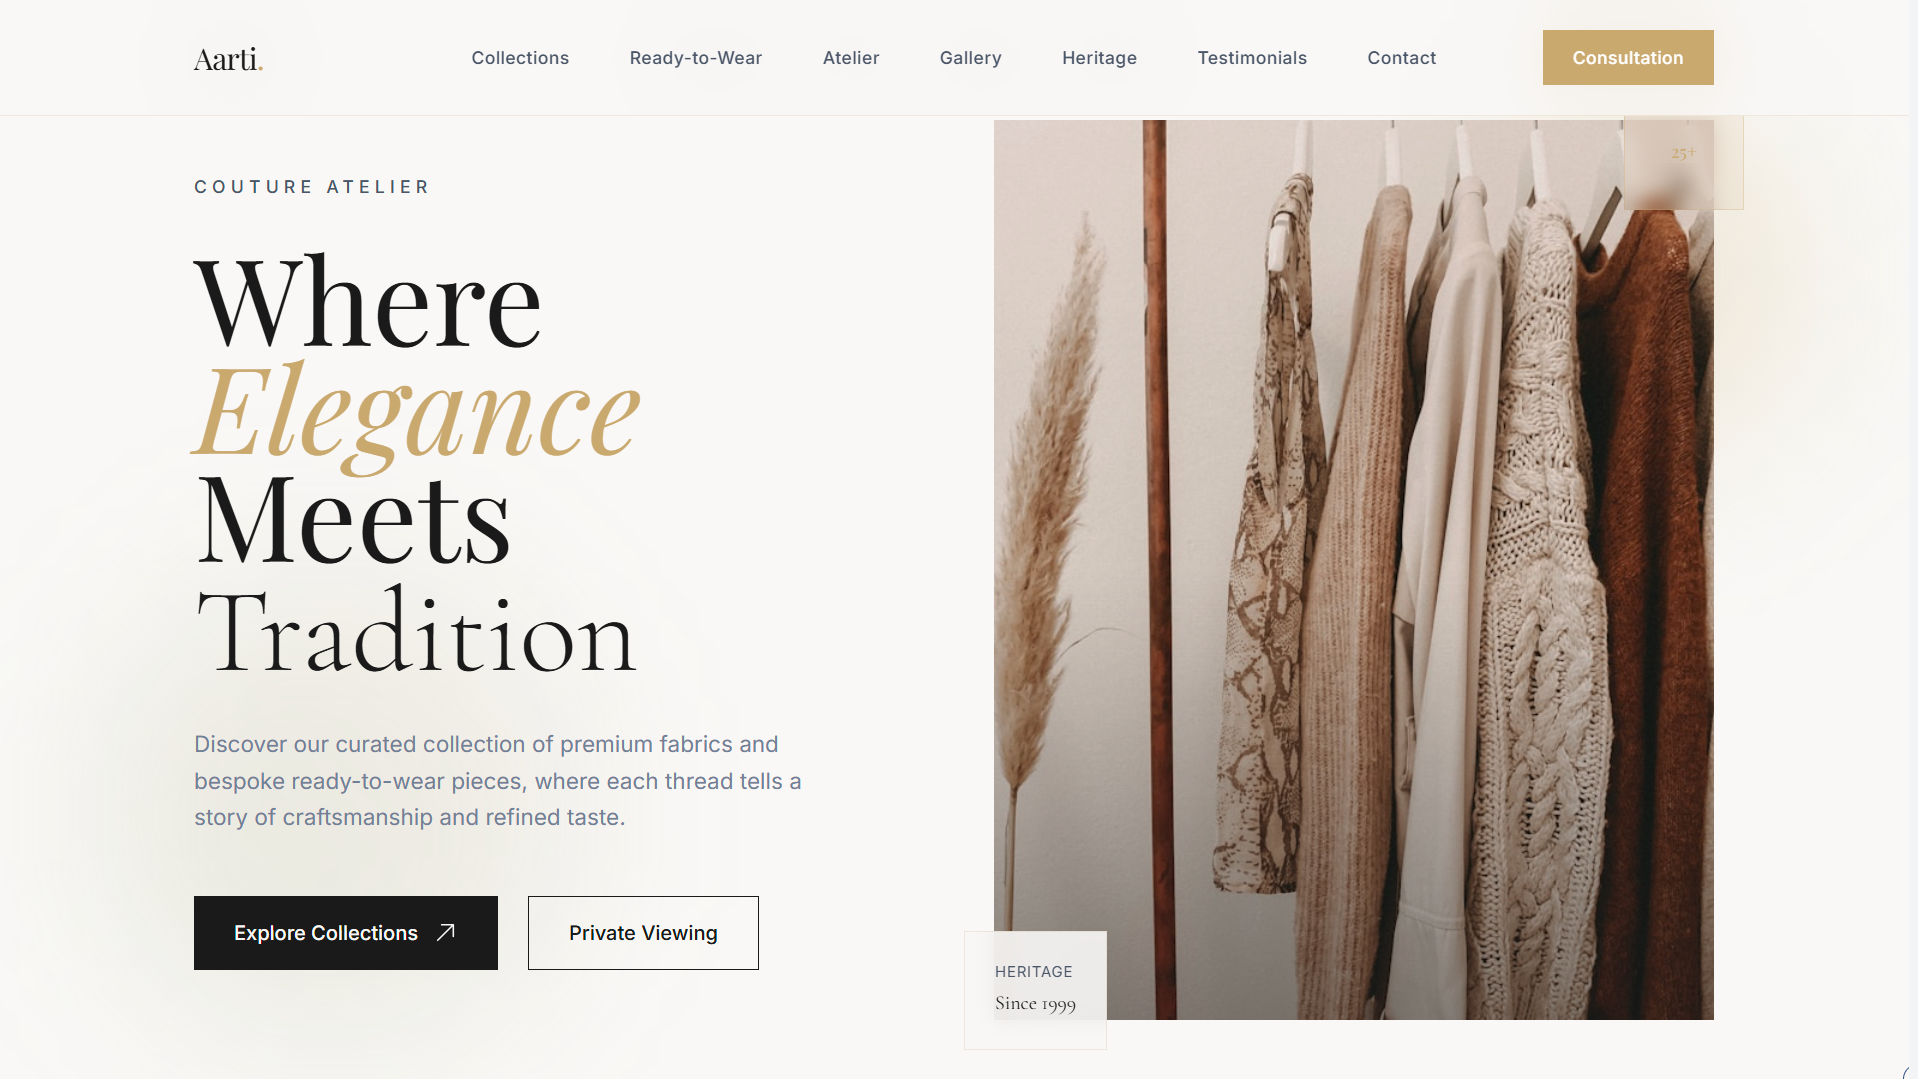 Aarti.
Collections
Ready-to-Wear
Atelier
Gallery
Heritage
Testimonials
Contact
Consultation
COUTURE ATELIER
Where
Elegance
Meets
Tradition
Discover our curated collection of premium fabrics and
bespoke ready-to-wear pieces, where each thread tells a
story of craftsmanship and refined taste.
Explore Collections
Private Viewing
25+
HERITAGE
Since 1999